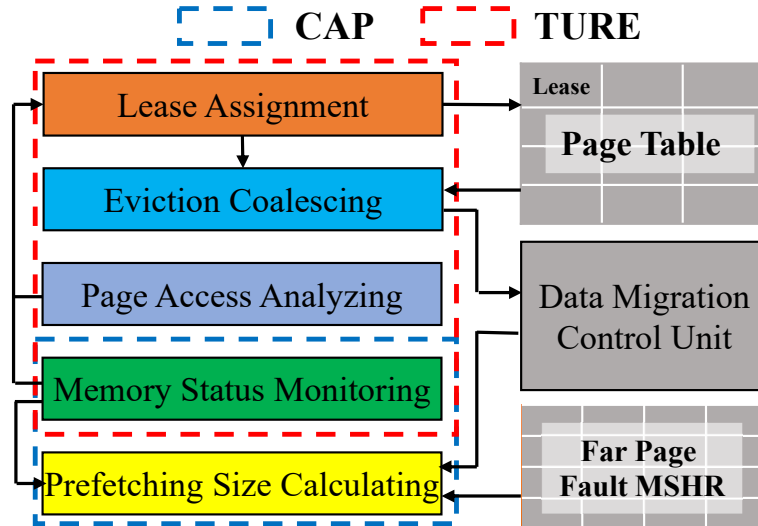 CAP
TURE
Lease Assignment
Lease
Page Table
Eviction Coalescing
Page Access Analyzing
Data Migration
Control Unit
Memory Status Monitoring
Prefetching Size Calculating
Far Page
Fault MSHR